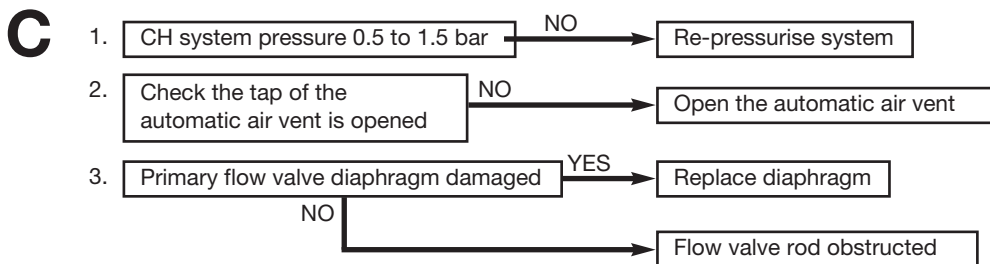 C
1. CH system pressure 0.5 to 1.5 bar NO Re-pressurise system
2. Check the tap of the
automatic air vent is opened NO Open the automatic air vent
3. Primary flow valve diaphragm damaged YES Replace diaphragm
NO
Flow valve rod obstructed